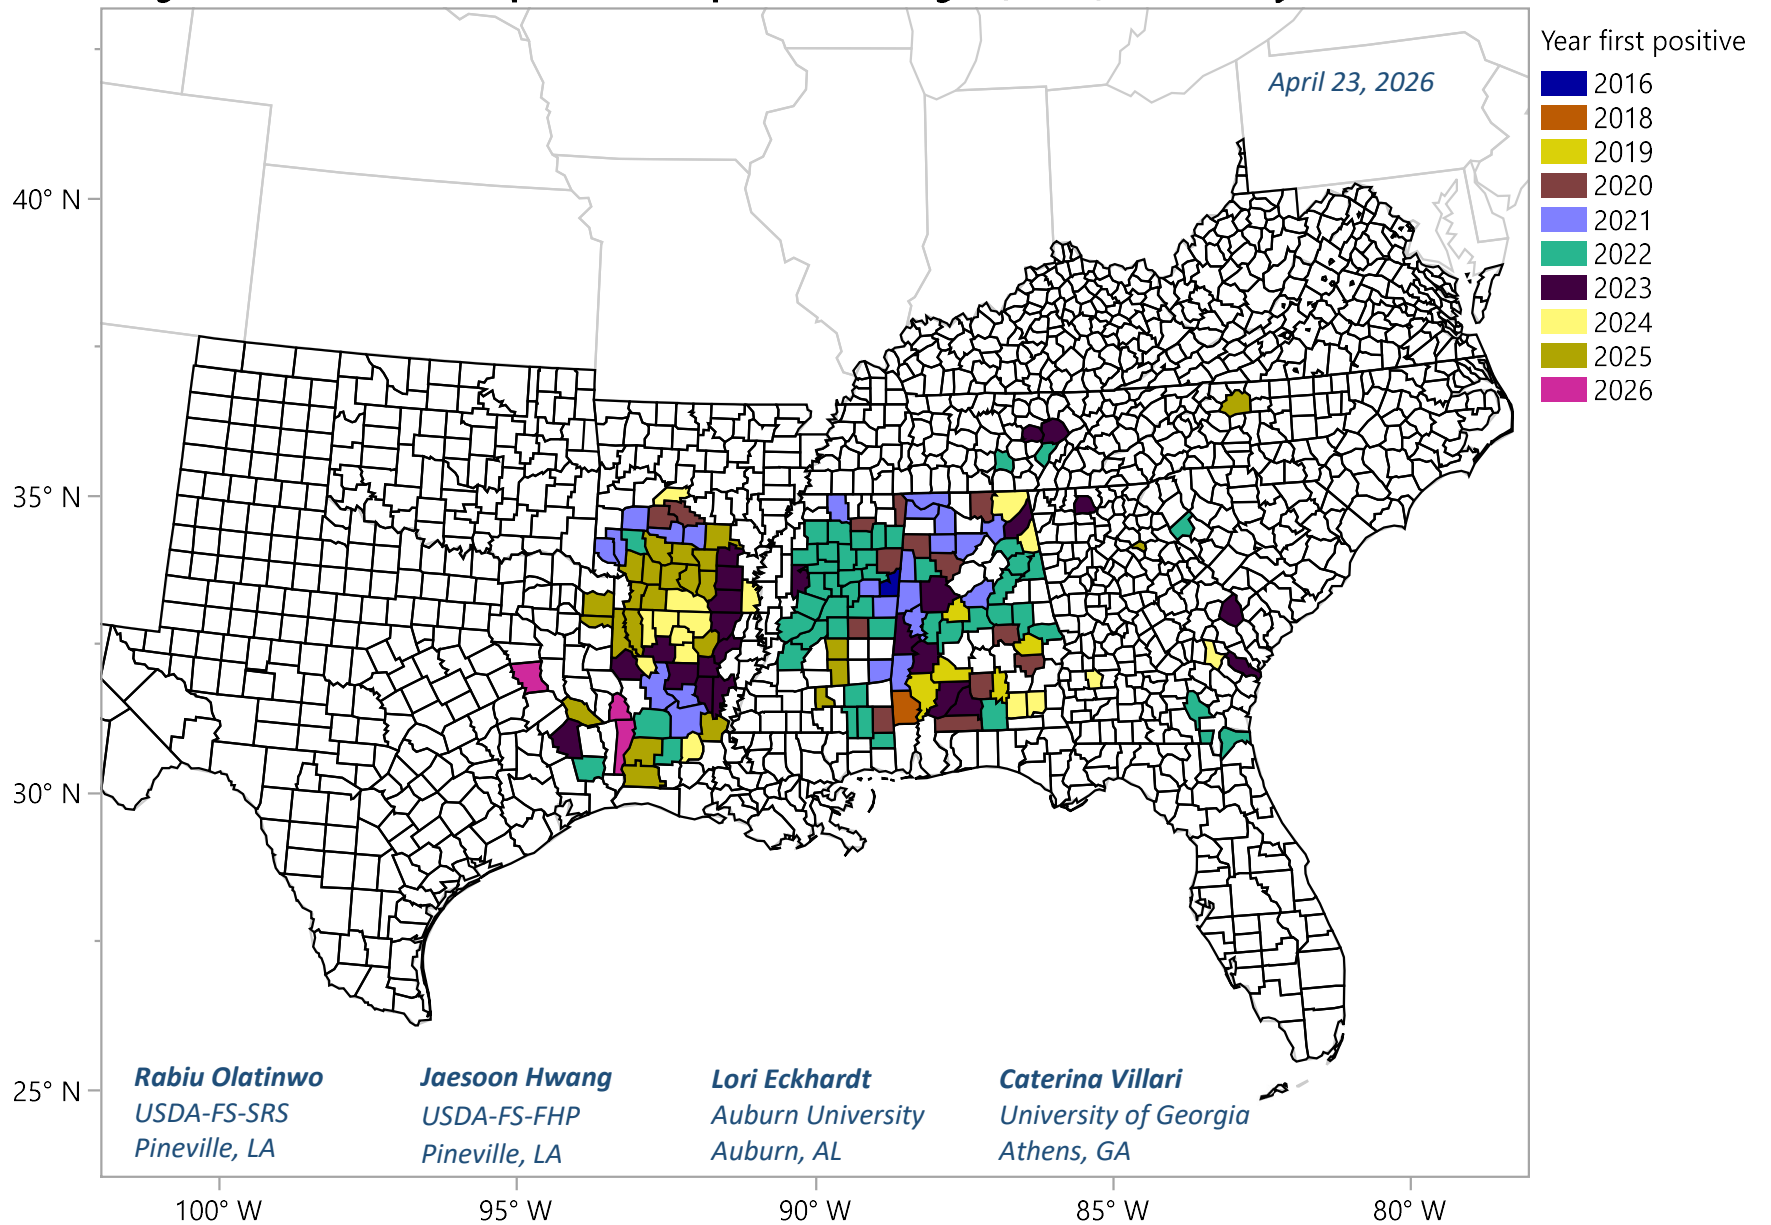 Year first positive
April 23, 2026
2016
2018
2019
2020
2021
2022
2023
2024
2025
2026
40° N
35° N
30° N
25° N
Rabiu Olatinwo
USDA-FS-SRS
Pineville, LA
Jaesoon Hwang
USDA-FS-FHP
Pineville, LA
Lori Eckhardt
Auburn University
Auburn, AL
Caterina Villari
University of Georgia
Athens, GA
100° W
95° W
90° W
85° W
80° W